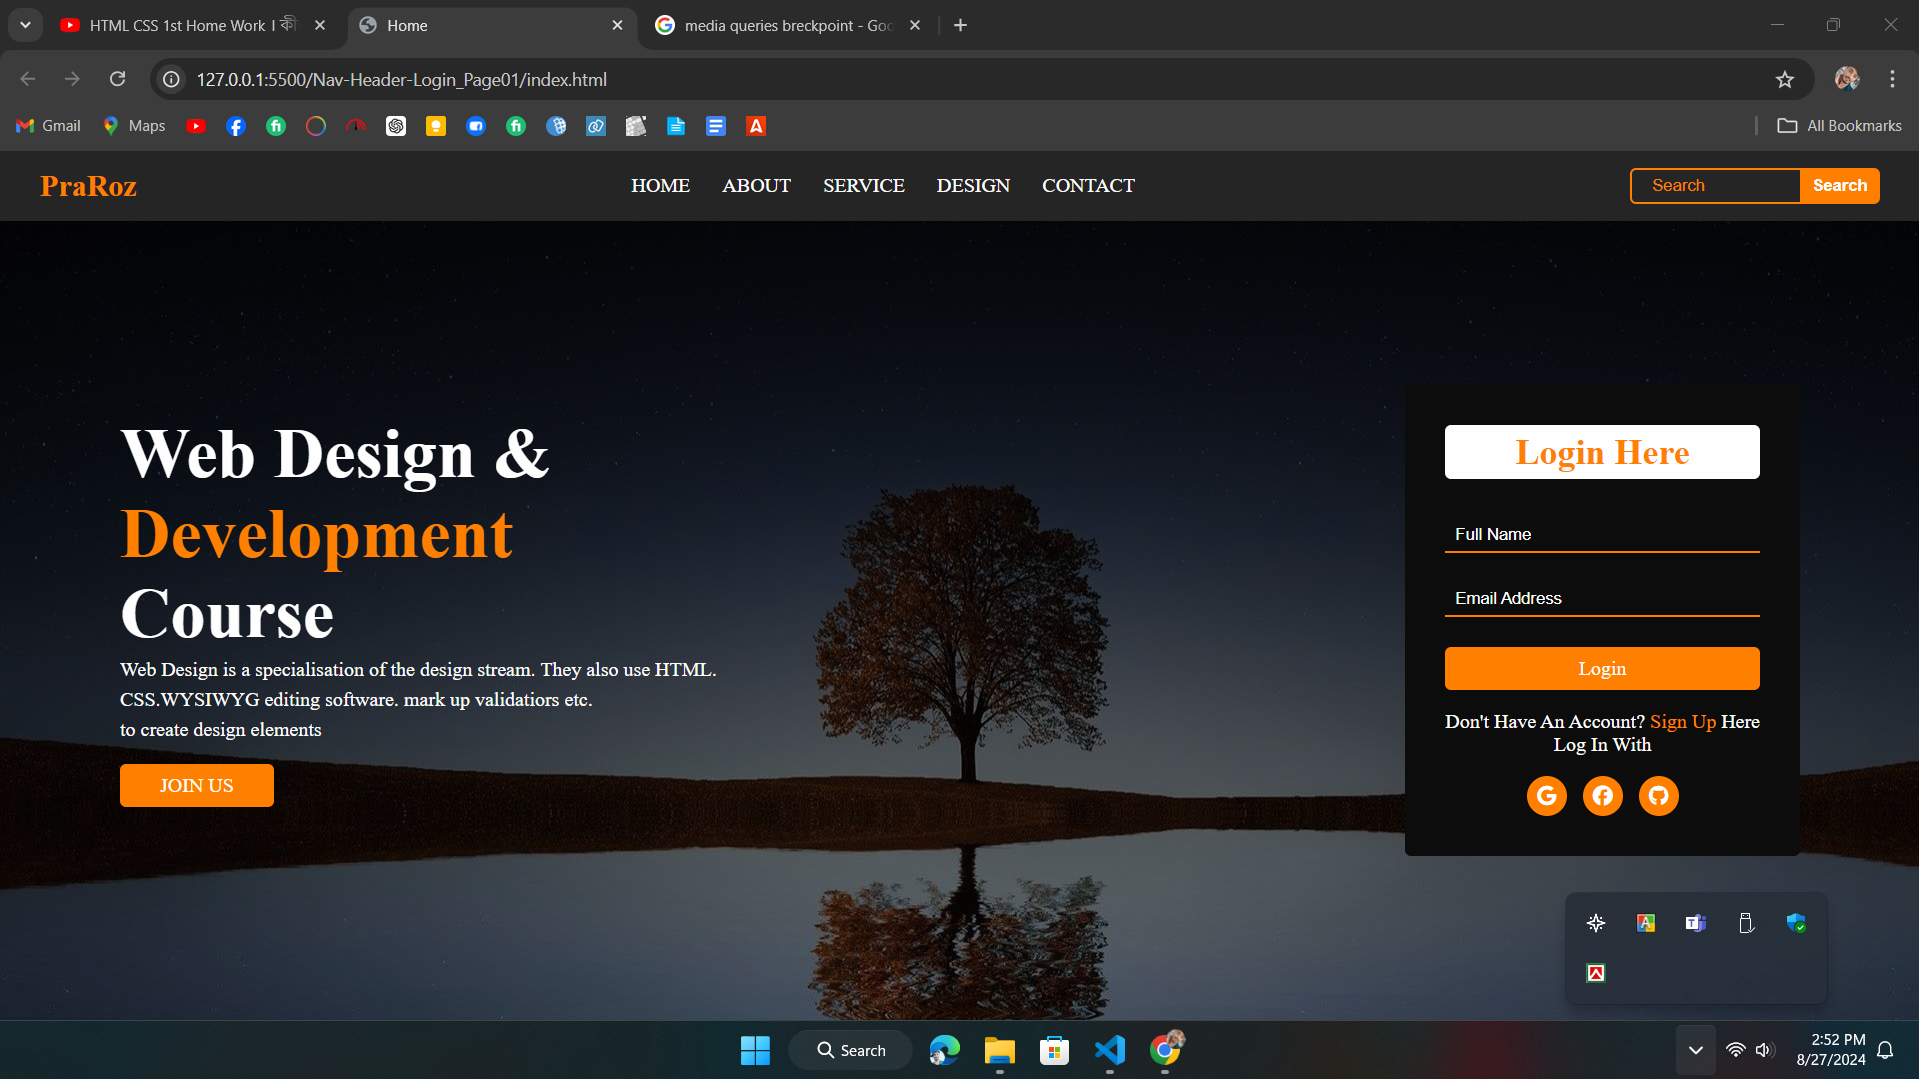 HTML CSS 1st Home Work । কী
Home
media queries breckpoint - Goo
127.0.0.1:5500/Nav-Header-Login_Page01/index.html
Gmail
Maps
All Bookmarks
PraRoz
HOME
ABOUT
SERVICE
DESIGN
CONTACT
Search
Search
Web Design &
Development
Course
Web Design is a specialisation of the design stream. They also use HTML.
CSS.WYSIWYG editing software. mark up validatiors etc.
to create design elements
JOIN US
Login Here
Full Name
Email Address
Login
Don't Have An Account? Sign Up Here
Log In With
Search
2:52 PM
8/27/2024